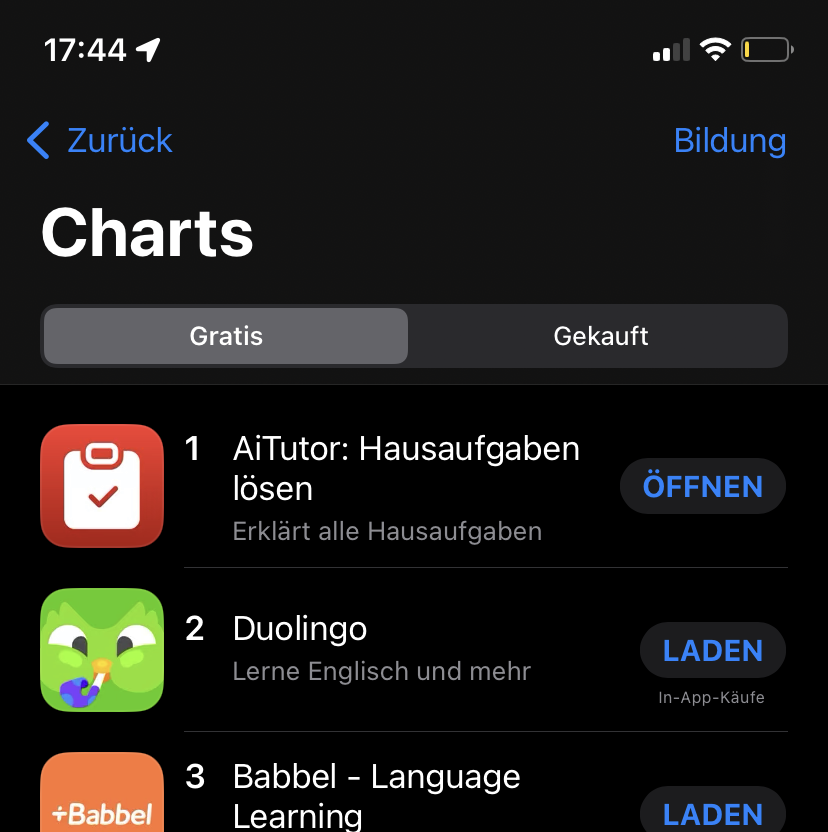 17:44
Zurück
Bildung
Charts
Gratis
Gekauft
1 AiTutor: Hausaufgaben
lösen
Erklärt alle Hausaufgaben
ÖFFNEN
2 Duolingo
Lerne Englisch und mehr
LADEN
In-App-Käufe
3 Babbel - Language
Learning
+Babbel
LADEN